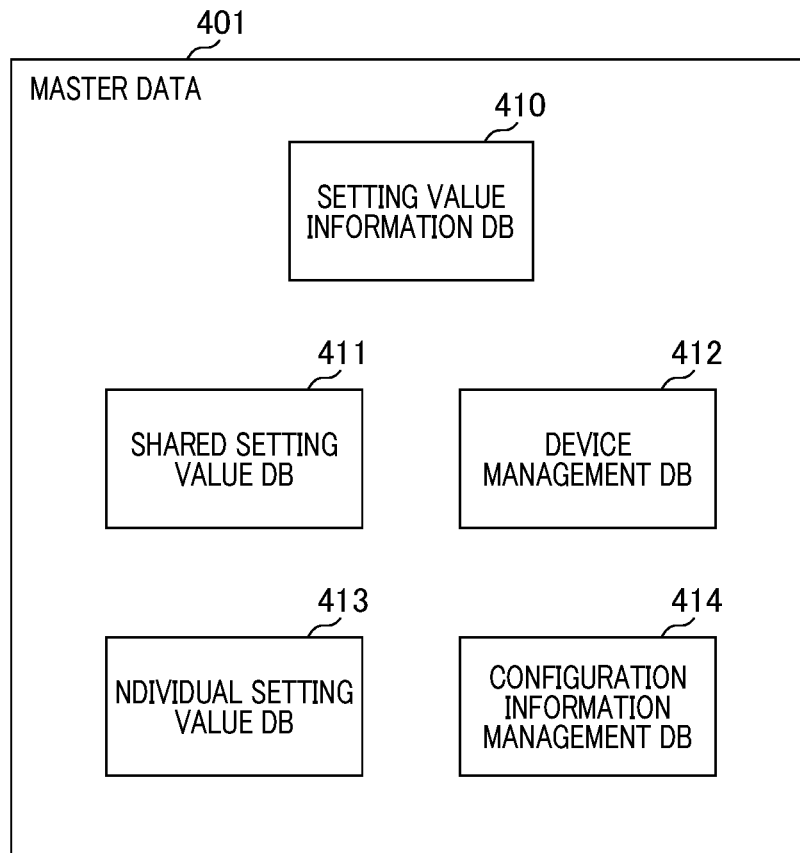 401
MASTER DATA
410
SETTING VALUE
INFORMATION DB
411
412
SHARED SETTING
VALUE DB
DEVICE
MANAGEMENT DB
413
414
NDIVIDUAL SETTING
VALUE DB
CONFIGURATION
INFORMATION
MANAGEMENT DB